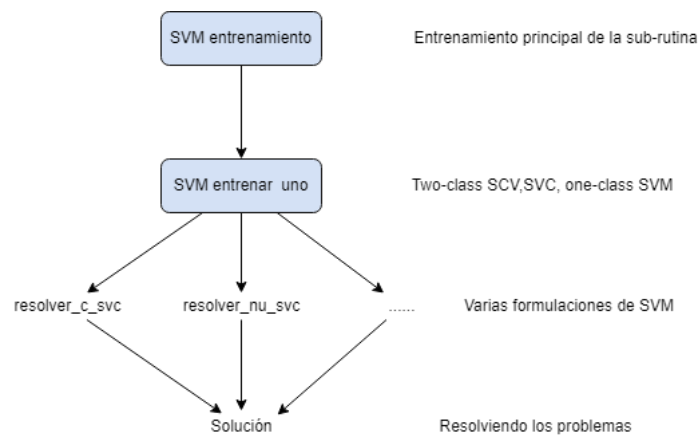 SVM entrenamiento Entrenamiento principal de la sub-rutina
SVM entrenar uno Two-class SCV,SVC, one-class SVM
resolver_c_svc resolver_nu_svc ...... Varias formulaciones de SVM
Solución Resolviendo los problemas